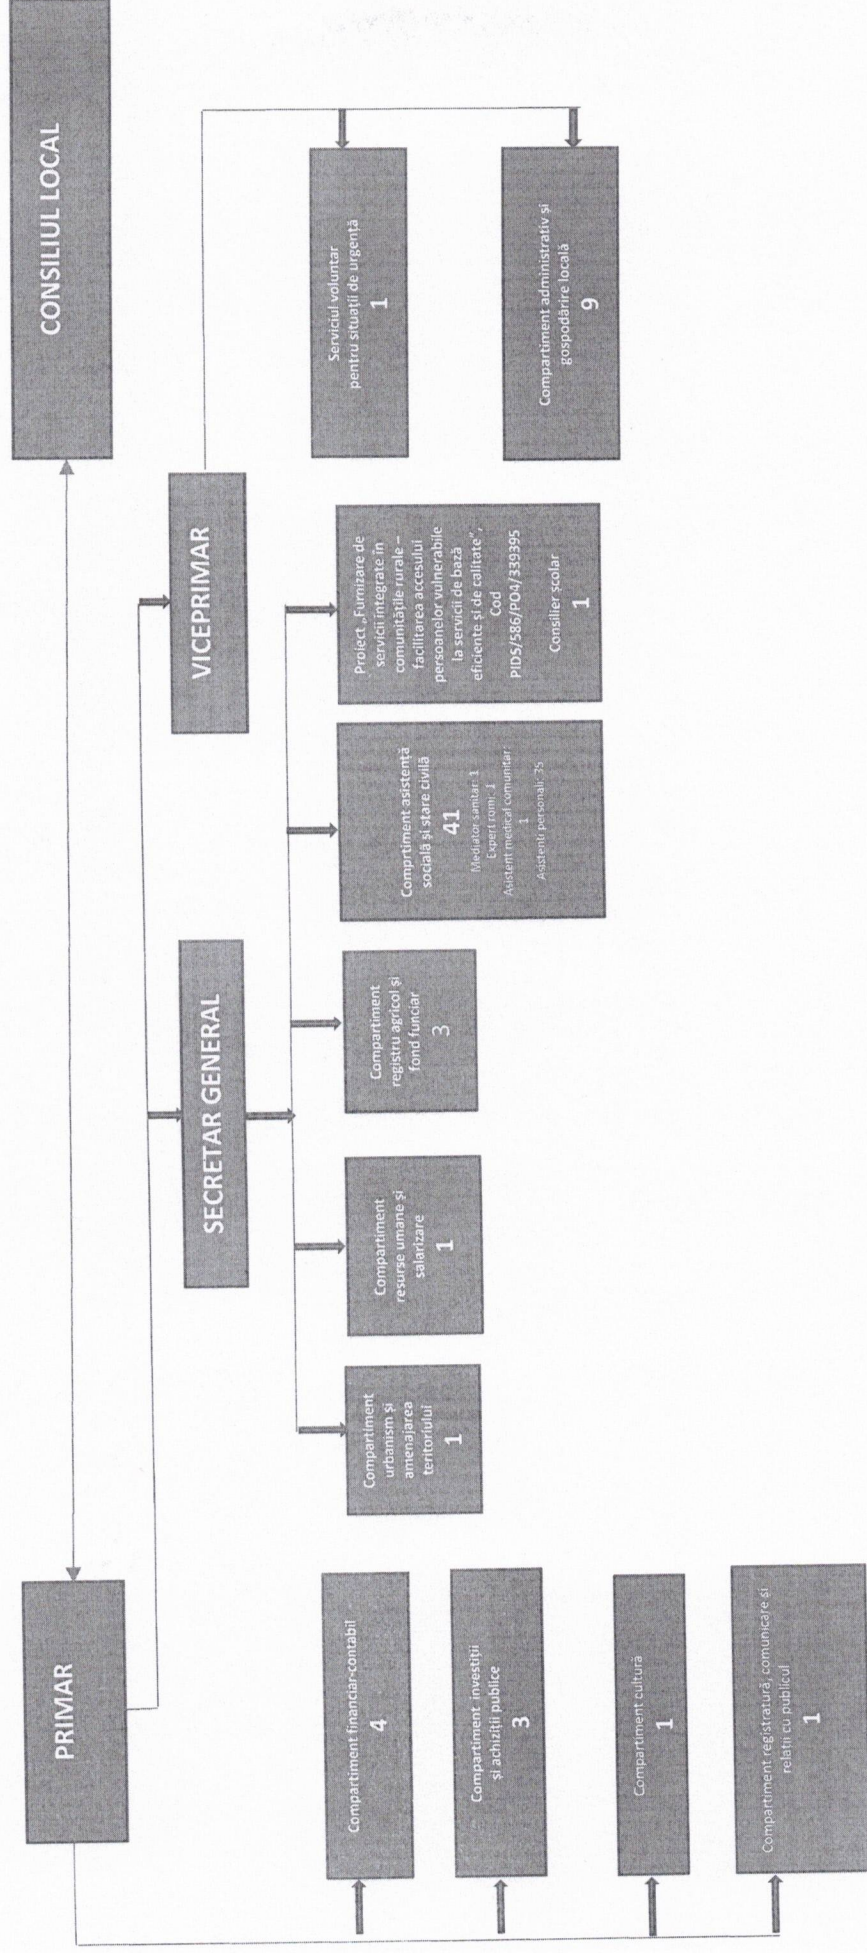 CONSILIUL LOCAL
PRIMAR
VICEPRIMAR
SECRETAR GENERAL
Compartiment financiar-contabil
4
Compartiment investiții
și achiziții publice
3
Compartiment cultură
1
Compartiment registratură, comunicare și
relații cu publicul
1
Compartiment
urbanism și
amenajarea
teritoriului
1
Compartiment
resurse umane și
salarizare
1
Compartiment
registru agricol și
fond funciar
3
Comprtiment asistență
socială și stare civilă
41
Mediator sanitar: 1
Expert romi: 1
Asistent medical comunitar:
1
Asistenți personali: 35
Proiect „Furnizare de
servicii integrate în
comunitățile rurale –
facilitarea accesului
persoanelor vulnerabile
la servicii de bază
eficiente și de calitate”,
Cod
PIDS/586/PO4/339395
Consilier școlar
1
Serviciul voluntar
pentru situații de urgență
1
Compartiment administrativ și
gospodărire locală
9